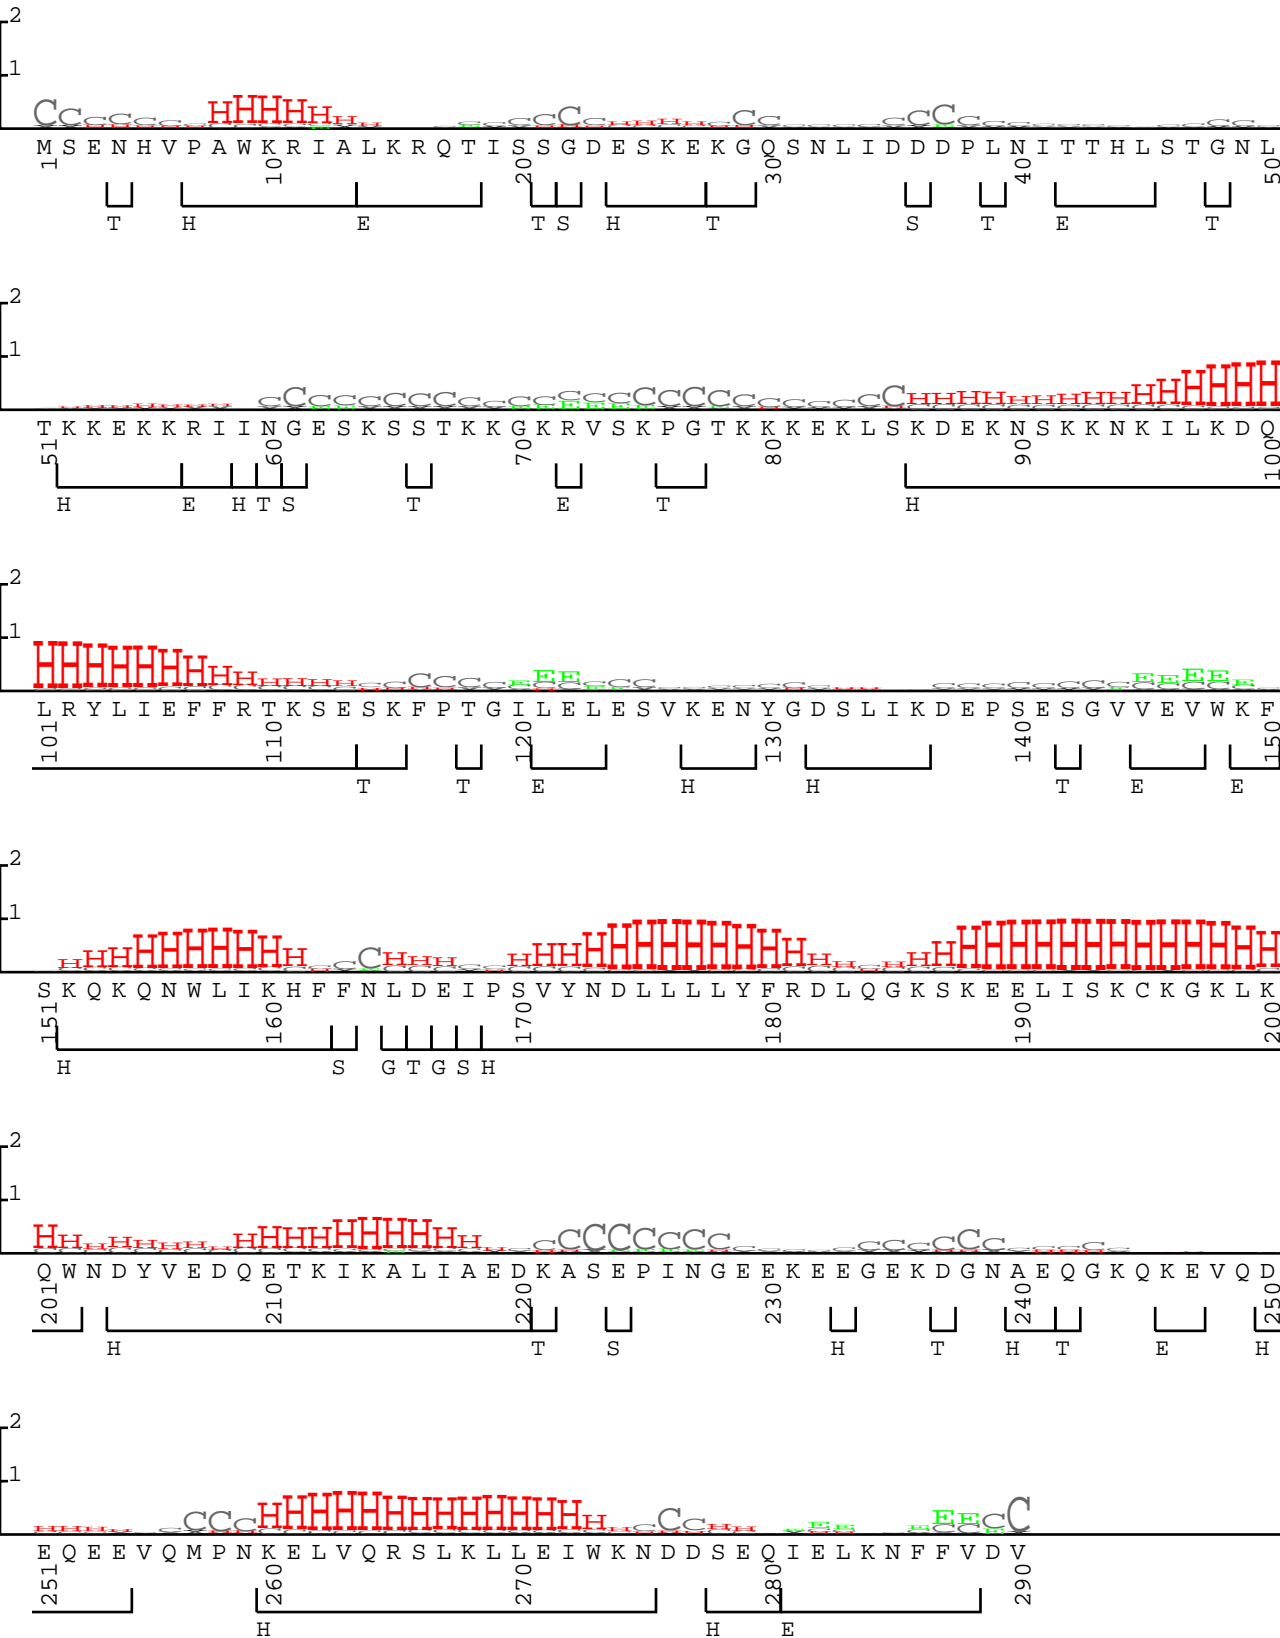 2
1
C C C C C C H H H H H H H C C C C C H H H H C C C C C C C
M S E N H V P A W K R I A L K R Q T I S S G D E S K E K G Q S N L I D D D P L N I T T H L S T G N L
1 10 20 30 40 50
T H E T S H T S T E T
2
1
H H H H H H H C C C C C C C C C C C C C C C C C C C C C C C C C H H H H H H H H H H H H H H H
T K K E K K R I I N G E S K S S T K K G K R V S K P G T K K K E K L S K D E K N S K K N K I L K D Q
51 60 70 80 90 100
H E H T S T E T H
2
1
H H H H H H H H H H H H H C C C C C E E E C C C E E E E E
L R Y L I E F F R T K S E S K F P T G I L E L E S V K E N Y G D S L I K D E P S E S G V V E V W K F
101 110 120 130 140 150
T T E H H T E E
2
1
H H H H H H H H H H C C C H H H C C H H H H H H H H H H H H H H H H H H H H H H H H H H H H H H H
S K Q K Q N W L I K H F F N L D E I P S V Y N D L L L L Y F R D L Q G K S K E E L I S K C K G K L K
151 160 170 180 190 200
H S G T G S H
2
1
H H H H H H H H H H H H H H H H H H H C C C C C C C C C C C C C C C
Q W N D Y V E D Q E T K I K A L I A E D K A S E P I N G E E K E E G E K D G N A E Q G K Q K E V Q D
201 210 220 230 240 250
H T S H T H T E H
2
1
H H H H C C C C H H H H H H H H H H H H H H H C C C H H E E E E E E C C
E Q E E V Q M P N K E L V Q R S L K L L E I W K N D D S E Q I E L K N F F V D V
251 260 270 280 290
H H E